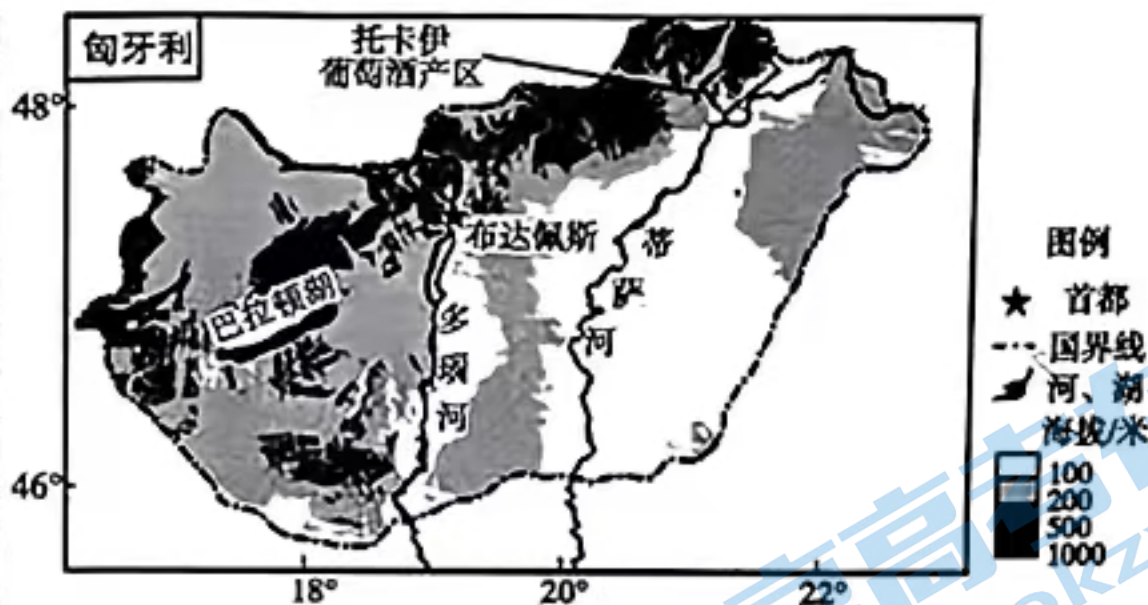 匈牙利
托卡伊
葡萄酒产区
48°
布达佩斯
蒂萨河
巴拉顿湖
多瑙河
46°
18°
20°
22°
图例
首都
国界线
河、湖
海拔/米
100
200
500
1000